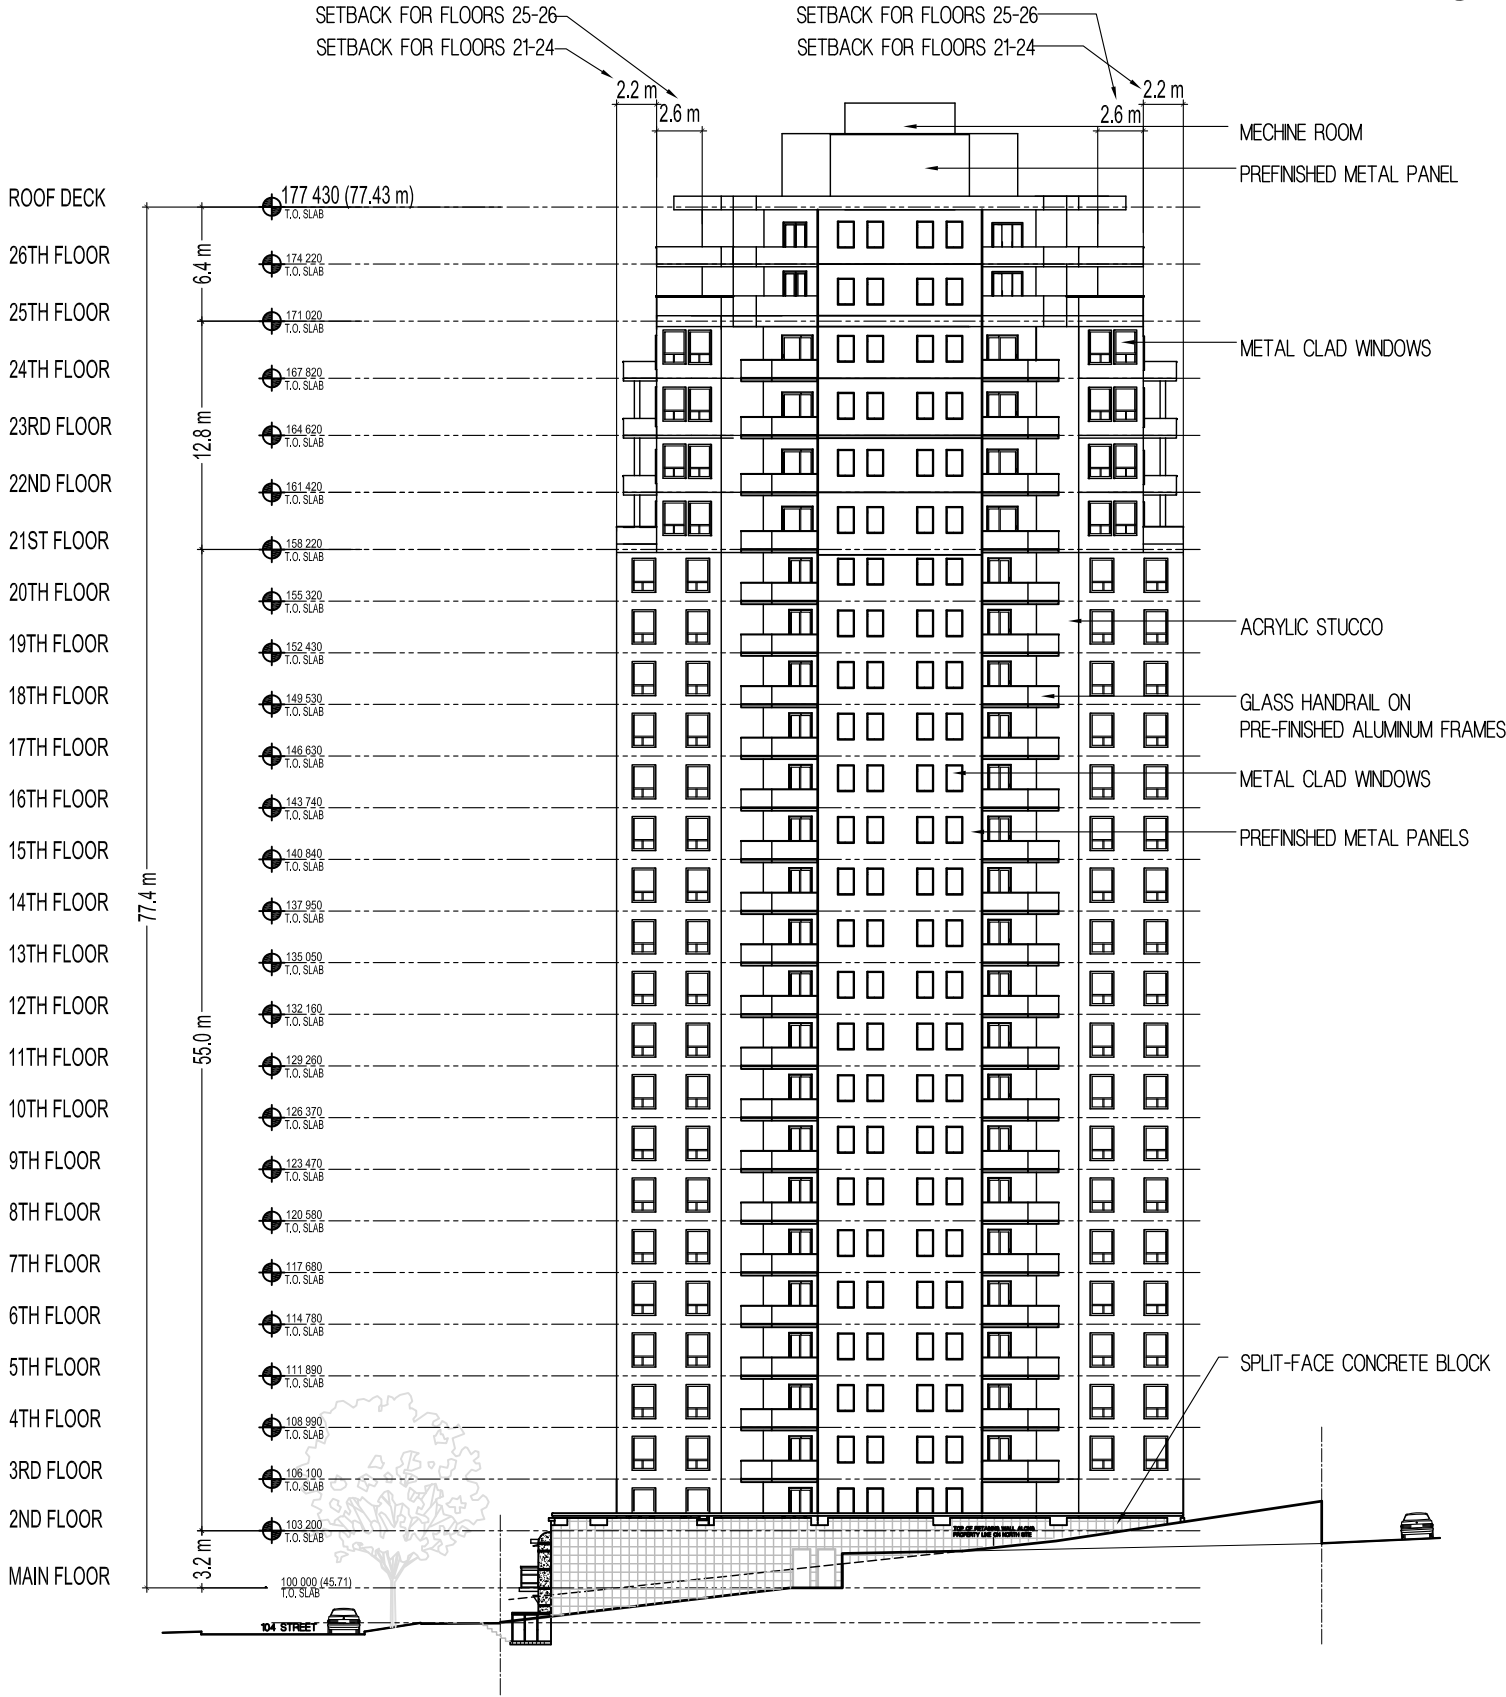 SETBACK FOR FLOORS 25-26
SETBACK FOR FLOORS 21-24
SETBACK FOR FLOORS 25-26
SETBACK FOR FLOORS 21-24
2.2 m
2.6 m
2.2 m
2.6 m
MECHINE ROOM
PREFINISHED METAL PANEL
ROOF DECK
177 430 (77.43 m)
T.O. SLAB
26TH FLOOR
174 220
T.O. SLAB
6.4 m
25TH FLOOR
171 020
T.O. SLAB
METAL CLAD WINDOWS
24TH FLOOR
167 820
T.O. SLAB
23RD FLOOR
164 620
T.O. SLAB
12.8 m
22ND FLOOR
161 420
T.O. SLAB
21ST FLOOR
158 220
T.O. SLAB
20TH FLOOR
155 320
T.O. SLAB
ACRYLIC STUCCO
19TH FLOOR
152 430
T.O. SLAB
18TH FLOOR
149 530
T.O. SLAB
GLASS HANDRAIL ON
PRE-FINISHED ALUMINUM FRAMES
17TH FLOOR
146 630
T.O. SLAB
METAL CLAD WINDOWS
16TH FLOOR
143 740
T.O. SLAB
PREFINISHED METAL PANELS
15TH FLOOR
140 840
T.O. SLAB
77.4 m
14TH FLOOR
137 950
T.O. SLAB
13TH FLOOR
135 050
T.O. SLAB
12TH FLOOR
132 160
T.O. SLAB
55.0 m
11TH FLOOR
129 260
T.O. SLAB
10TH FLOOR
126 370
T.O. SLAB
9TH FLOOR
123 470
T.O. SLAB
8TH FLOOR
120 580
T.O. SLAB
7TH FLOOR
117 680
T.O. SLAB
6TH FLOOR
114 780
T.O. SLAB
5TH FLOOR
111 890
T.O. SLAB
SPLIT-FACE CONCRETE BLOCK
4TH FLOOR
108 990
T.O. SLAB
3RD FLOOR
106 100
T.O. SLAB
2ND FLOOR
103 200
T.O. SLAB
TOP OF RETAINING WALL ALONG
PROPERTY LINE ON NORTH SITE
3.2 m
MAIN FLOOR
100 000 (45.71)
T.O. SLAB
104 STREET